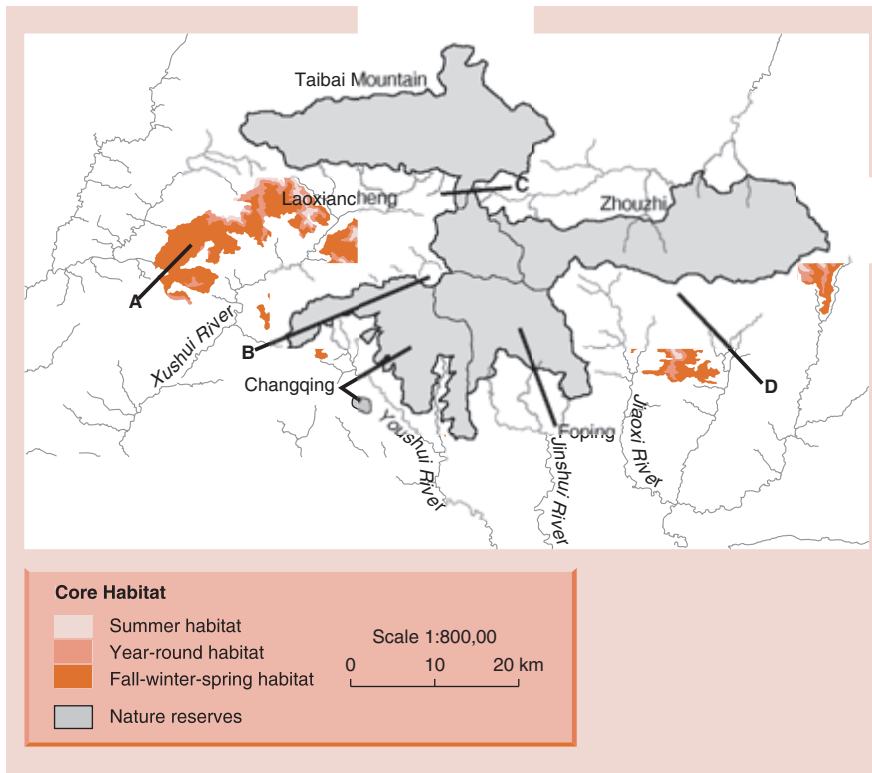 Taibai Mountain
C
Laoxiancheng
Zhouzhi
A
Xushui River
B
Changqing
D
Youshui River
Foping
Jinshui River
Jiaoxi River
Core Habitat
Summer habitat
Year-round habitat
Fall-winter-spring habitat
Nature reserves
Scale 1:800,00
0 10 20 km